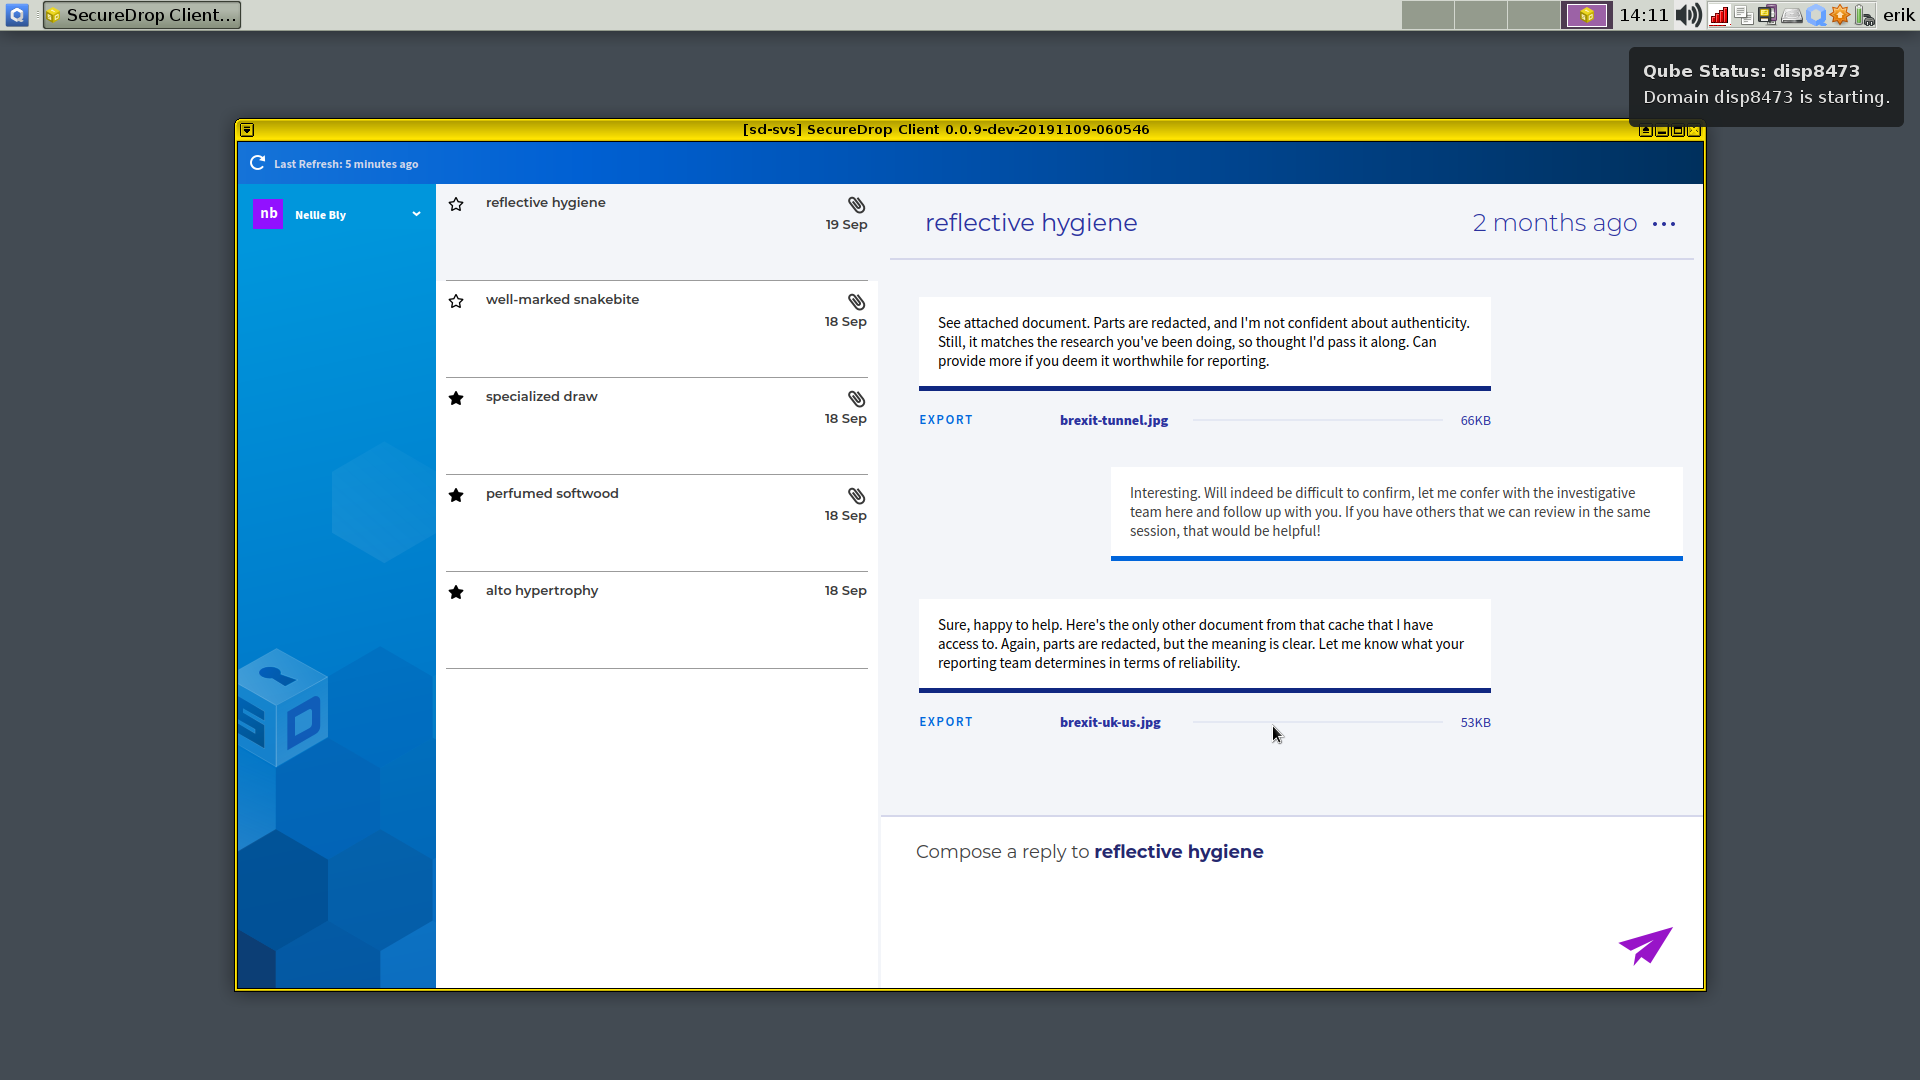 SecureDrop Client...
14:11
erik
Qube Status: disp8473
Domain disp8473 is starting.
[sd-svs] SecureDrop Client 0.0.9-dev-20191109-060546
Last Refresh: 5 minutes ago
nb
Nellie Bly
reflective hygiene
19 Sep
well-marked snakebite
18 Sep
specialized draw
18 Sep
perfumed softwood
18 Sep
alto hypertrophy
18 Sep
SD
reflective hygiene
2 months ago
See attached document. Parts are redacted, and I'm not confident about authenticity.
Still, it matches the research you've been doing, so thought I'd pass it along. Can
provide more if you deem it worthwhile for reporting.
EXPORT
brexit-tunnel.jpg
66KB
Interesting. Will indeed be difficult to confirm, let me confer with the investigative
team here and follow up with you. If you have others that we can review in the same
session, that would be helpful!
Sure, happy to help. Here's the only other document from that cache that I have
access to. Again, parts are redacted, but the meaning is clear. Let me know what your
reporting team determines in terms of reliability.
EXPORT
brexit-uk-us.jpg
53KB
Compose a reply to reflective hygiene